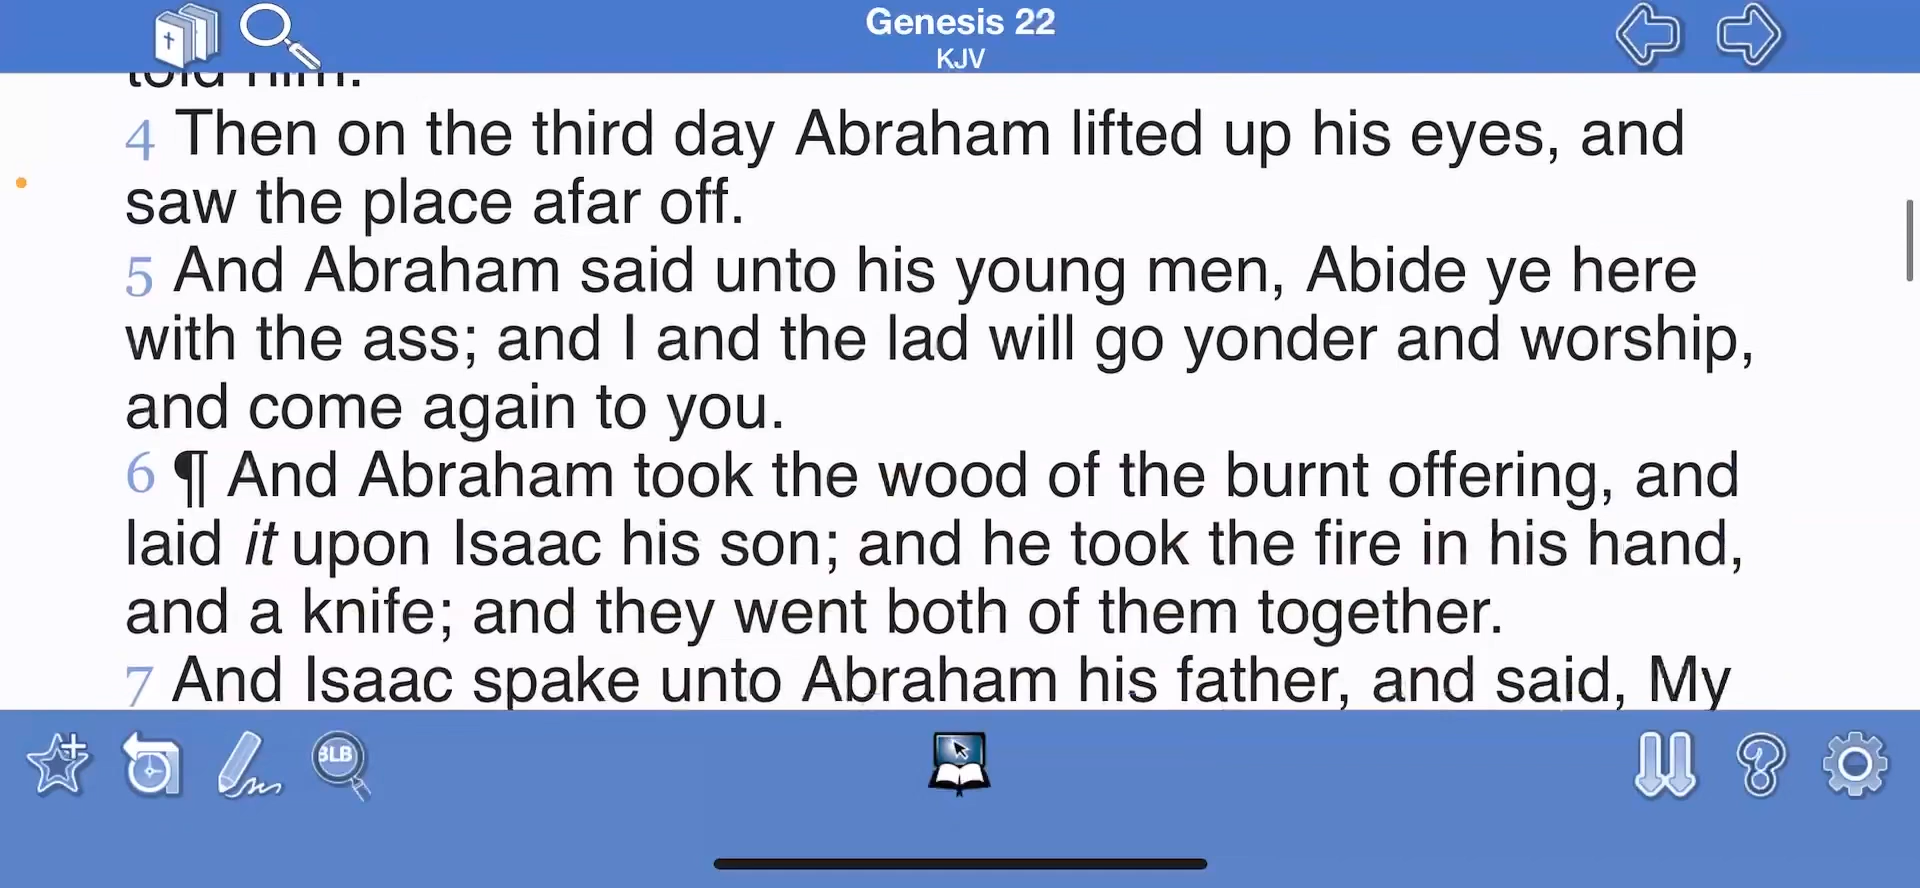 Genesis 22
KJV
told him.
4 Then on the third day Abraham lifted up his eyes, and
saw the place afar off.
5 And Abraham said unto his young men, Abide ye here
with the ass; and I and the lad will go yonder and worship,
and come again to you.
6 ¶ And Abraham took the wood of the burnt offering, and
laid it upon Isaac his son; and he took the fire in his hand,
and a knife; and they went both of them together.
7 And Isaac spake unto Abraham his father, and said, My
BLB